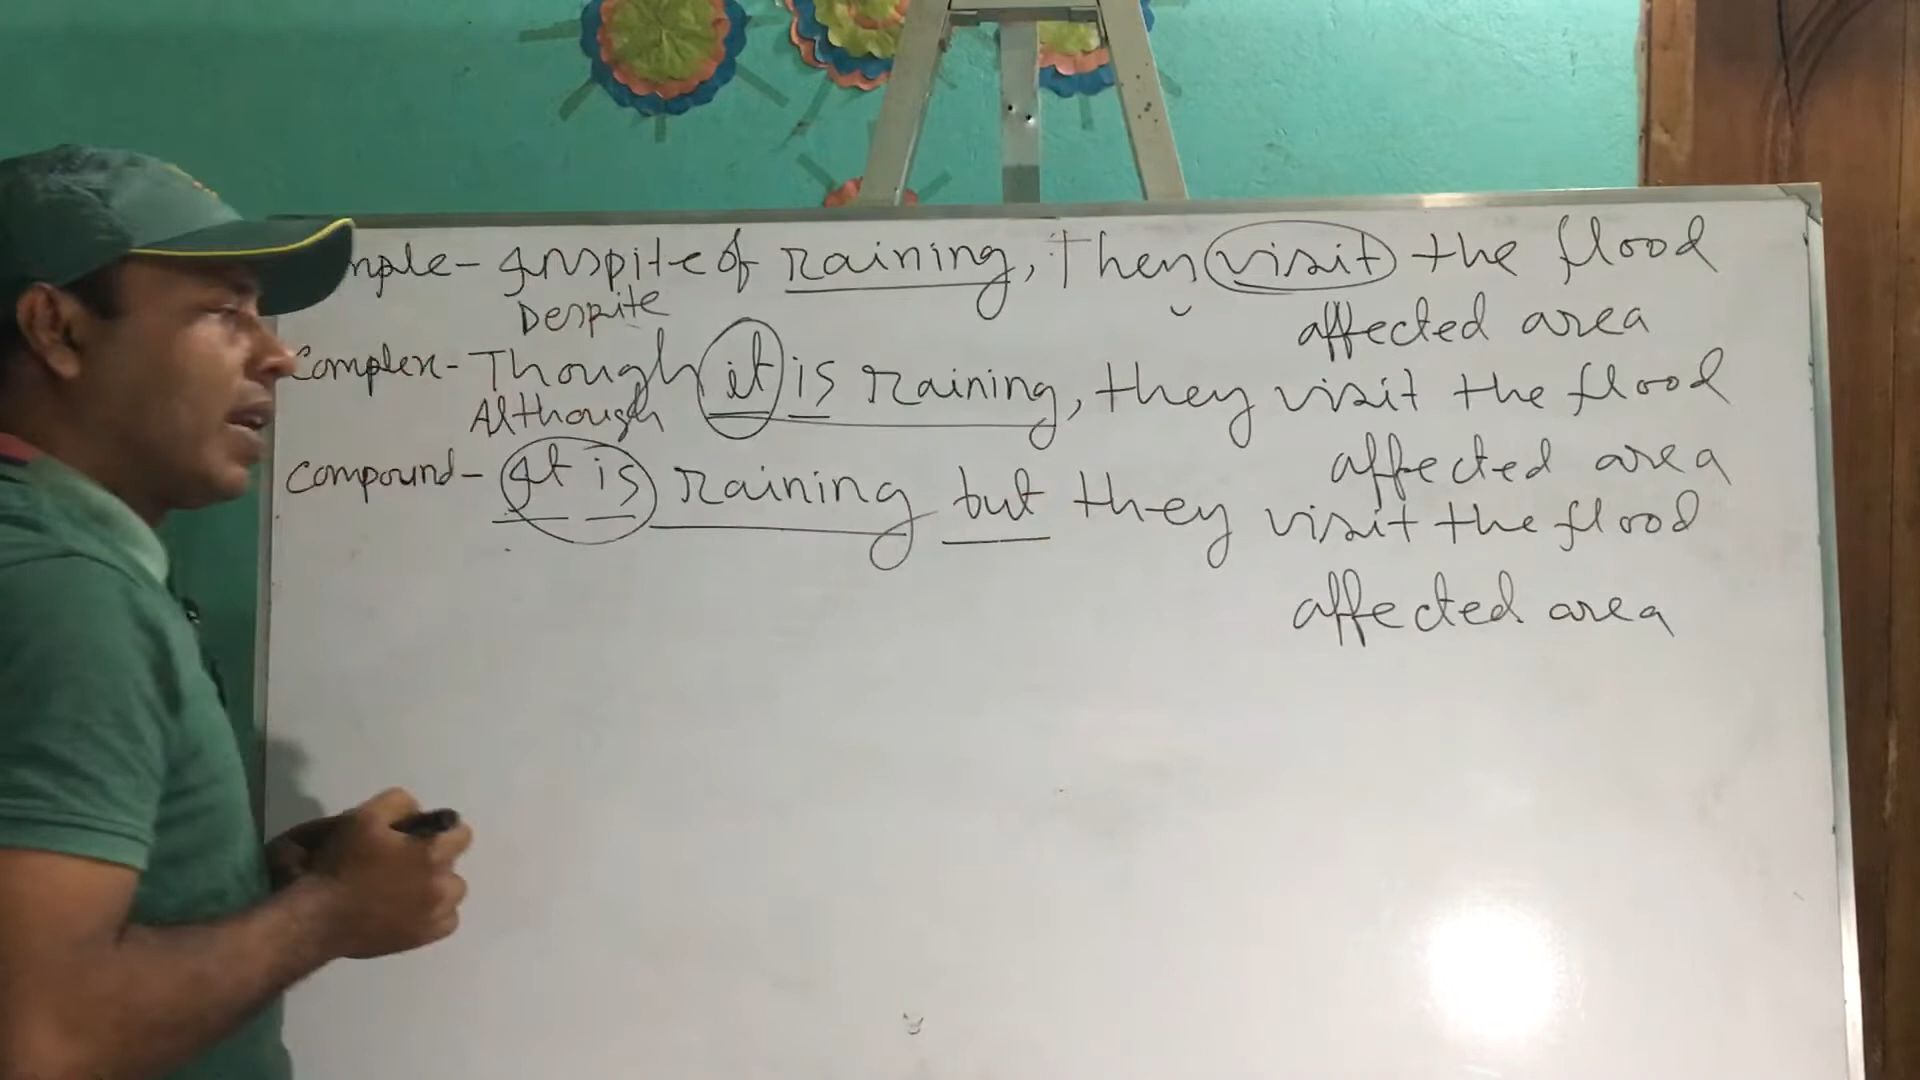 mple- Inspite of raining, They visit the flood
Despite
affected area
Complex- Though it is raining, they visit the flood
Although
affected area
Compound- It is raining but they visit the flood
affected area